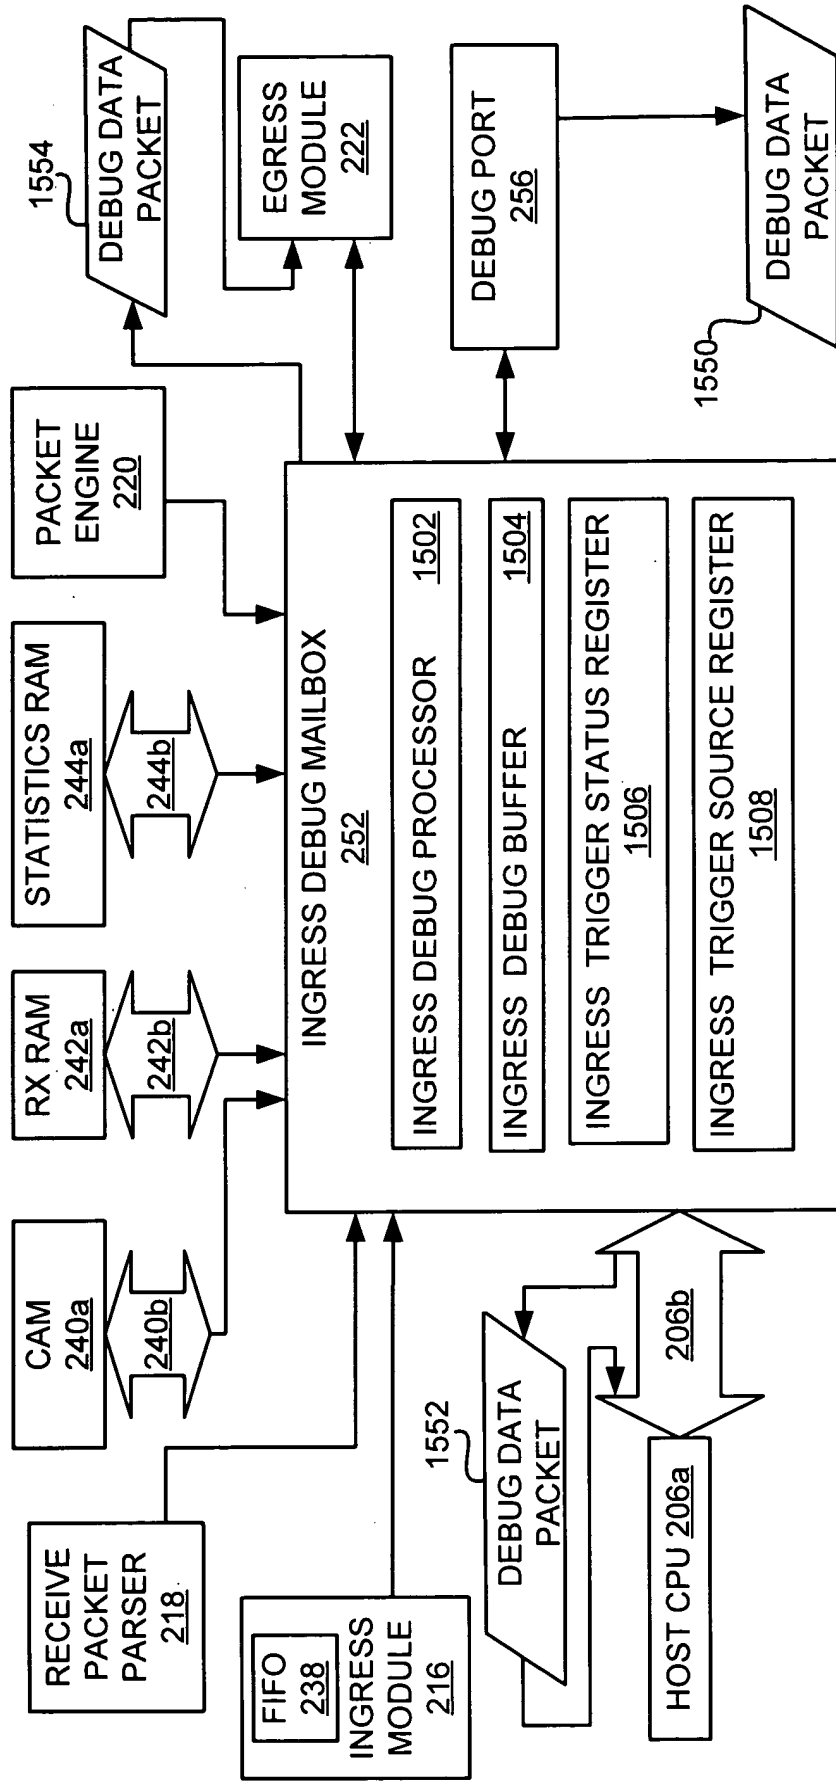 RECEIVE
PACKET
PARSER
218
CAM
240a
240b
RX RAM
242a
242b
STATISTICS RAM
244a
244b
PACKET
ENGINE
220
1554
DEBUG DATA
PACKET
EGRESS
MODULE
222
FIFO
238
INGRESS
MODULE
216
INGRESS DEBUG MAILBOX
252
INGRESS DEBUG PROCESSOR 1502
INGRESS DEBUG BUFFER 1504
INGRESS TRIGGER STATUS REGISTER
1506
INGRESS TRIGGER SOURCE REGISTER
1508
DEBUG PORT
256
1552
DEBUG DATA
PACKET
HOST CPU 206a
206b
1550
DEBUG DATA
PACKET